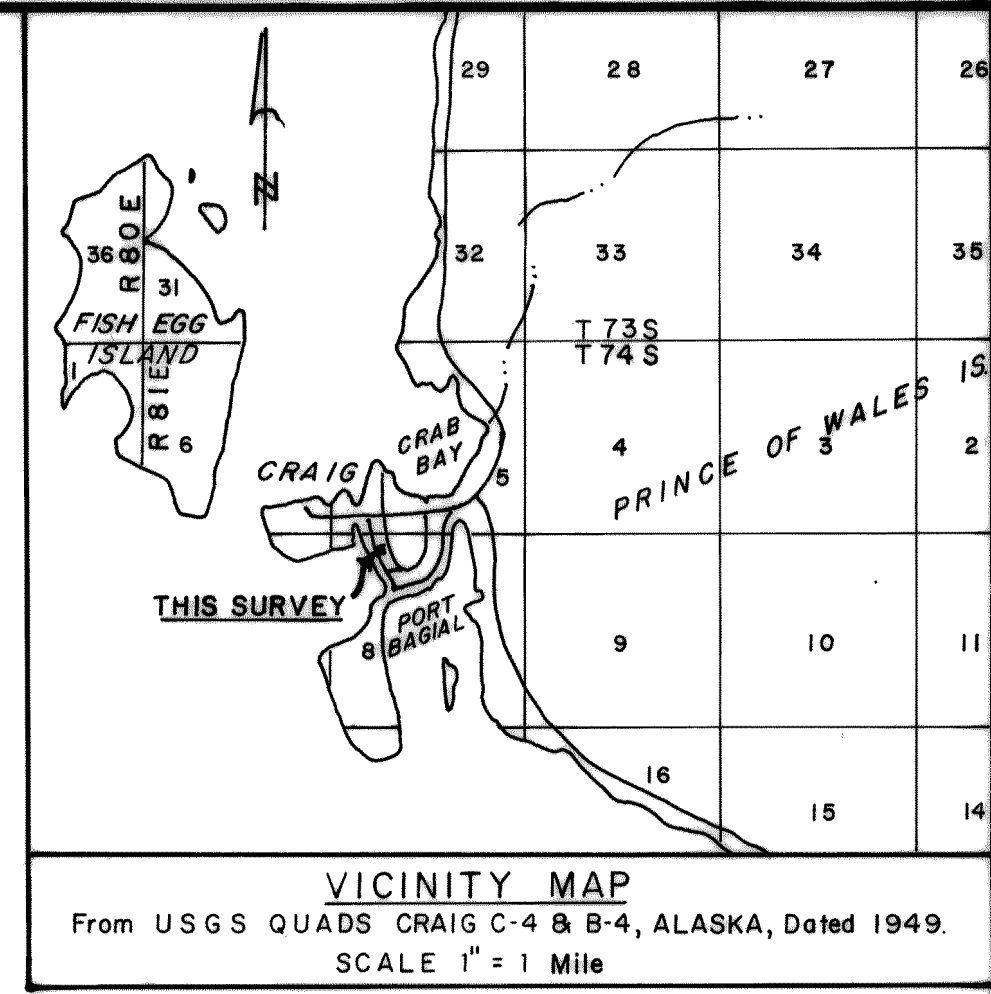 29 28 27 26
N
R80E
36
32 33 34 35
31
FISH EGG
ISLAND
T 73 S
T 74 S
1
R81E
6
PRINCE OF WALES IS.
CRAB
BAY
4 3 2
CRAIG
5
THIS SURVEY
PORT
BAGIAL
8 9 10 11
16
15 14
VICINITY MAP
From USGS QUADS CRAIG C-4 & B-4, ALASKA, Dated 1949.
SCALE 1" = 1 Mile